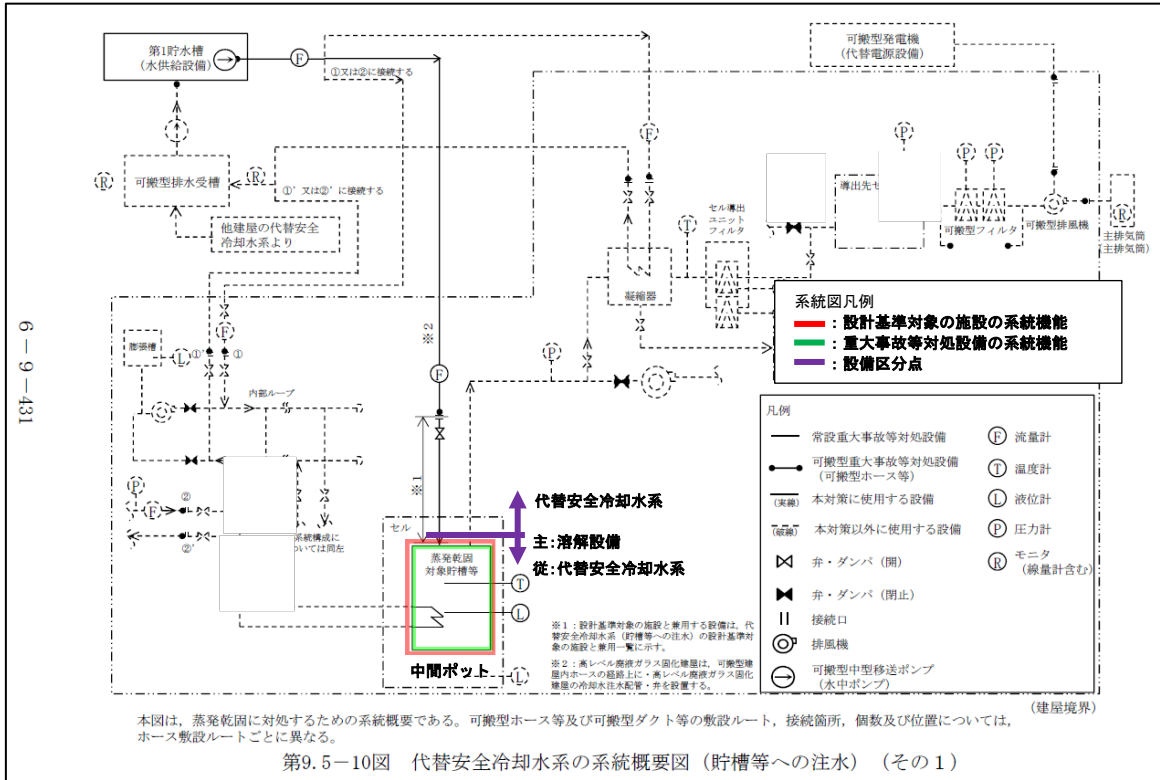 第1貯水槽
(水供給設備)
F
①又は②に接続する
可搬型発電機
(代替電源設備)
R
可搬型排水受槽
R
①’又は②’に接続する
他建屋の代替安全
冷却水系より
F
P
導出先セ
P
P
セル導出
ユニット
フィルタ
T
可搬型フィルタ
可搬型排風機
R
主排気筒
(主排気筒)
凝縮器
系統図凡例
:設計基準対象の施設の系統機能
:重大事故等対処設備の系統機能
:設備区分点
6-9-431
膨張槽
L
F
①’
①
内部ループ
※2
F
P
※1
P
F
②
②’
系統構成に
ついては同左
セル
代替安全冷却水系
主:溶解設備
従:代替安全冷却水系
蒸発乾固
対象貯槽等
T
L
中間ポット
L
※1:設計基準対象の施設と兼用する設備は,代
替安全冷却水系(貯槽等への注水)の設計基準対
象の施設と兼用一覧に示す。
※2:高レベル廃液ガラス固化建屋は,可搬型建
屋内ホースの経路上に・高レベル廃液ガラス固化
建屋の冷却水注水配管・弁を設置する。
凡例
常設重大事故等対処設備
可搬型重大事故等対処設備
(可搬型ホース等)
(実線) 本対策に使用する設備
(破線) 本対策以外に使用する設備
弁・ダンパ(開)
弁・ダンパ(閉止)
接続口
排風機
可搬型中型移送ポンプ
(水中ポンプ)
F 流量計
T 温度計
L 液位計
P 圧力計
R モニタ
(線量計含む)
(建屋境界)
本図は,蒸発乾固に対処するための系統概要である。可搬型ホース等及び可搬型ダクト等の敷設ルート,接続箇所,個数及び位置については,
ホース敷設ルートごとに異なる。
第9.5-10図 代替安全冷却水系の系統概要図(貯槽等への注水)(その1)